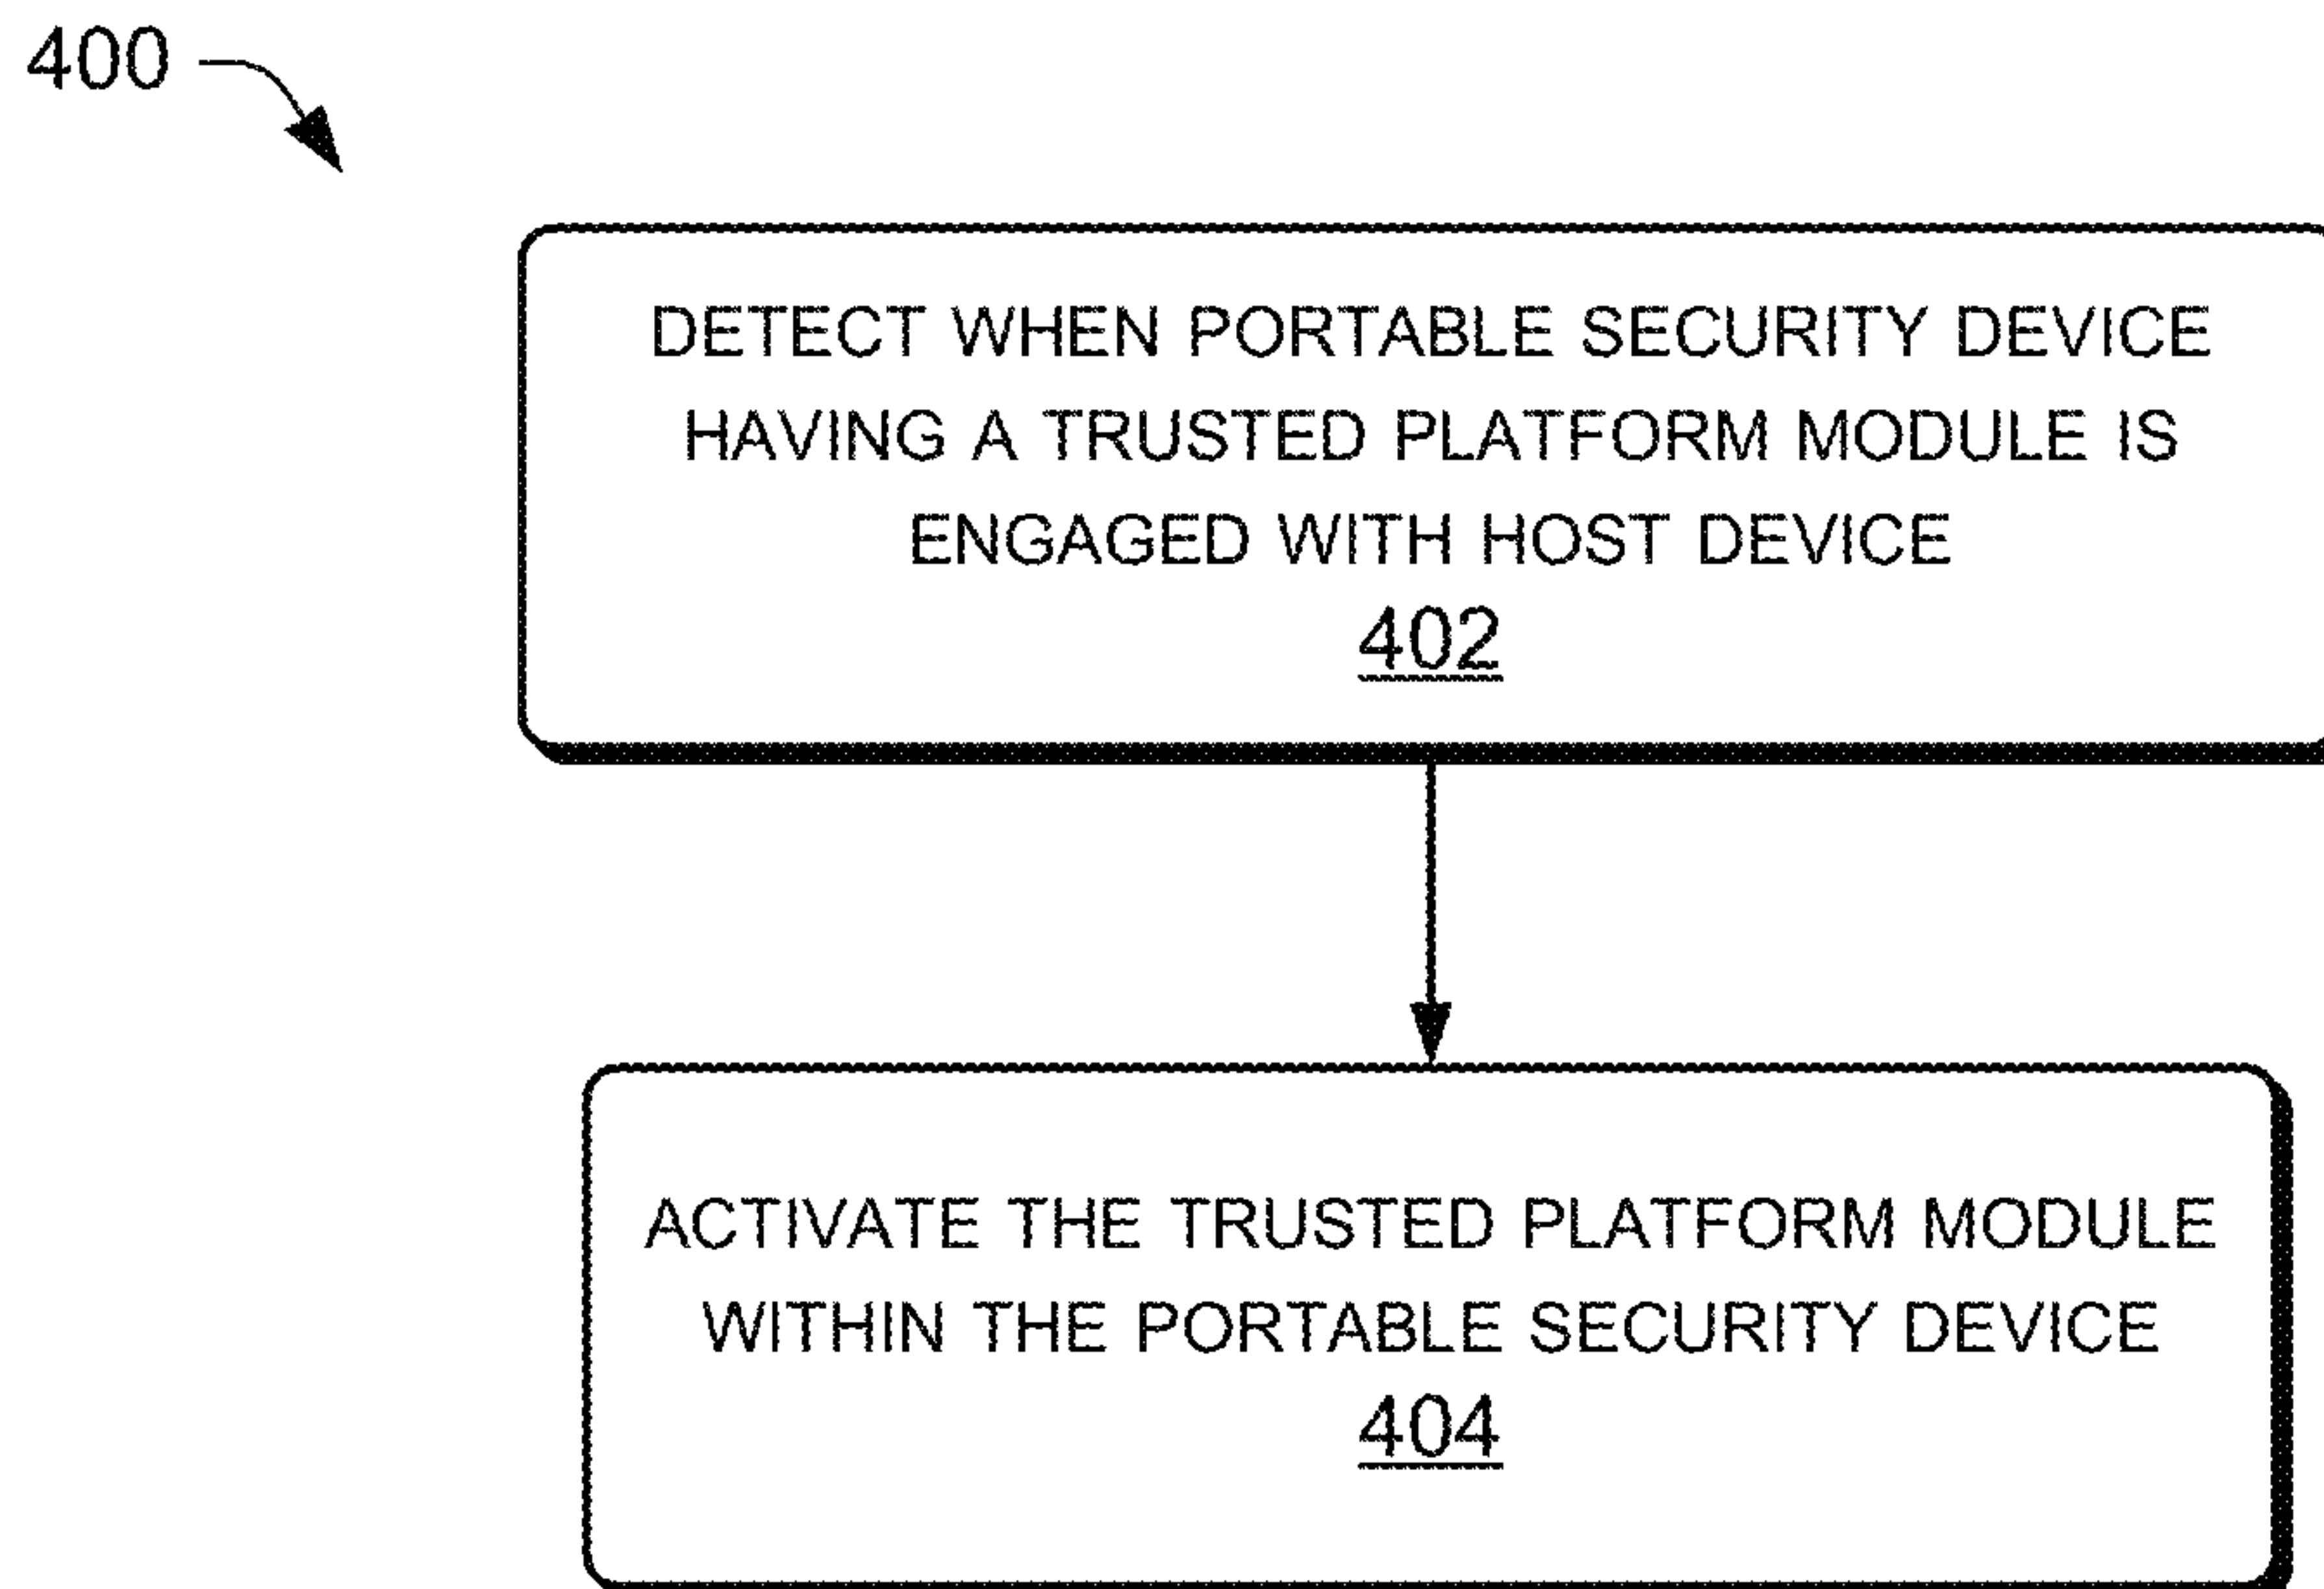 400
DETECT WHEN PORTABLE SECURITY DEVICE
HAVING A TRUSTED PLATFORM MODULE IS
ENGAGED WITH HOST DEVICE
402
ACTIVATE THE TRUSTED PLATFORM MODULE
WITHIN THE PORTABLE SECURITY DEVICE
404